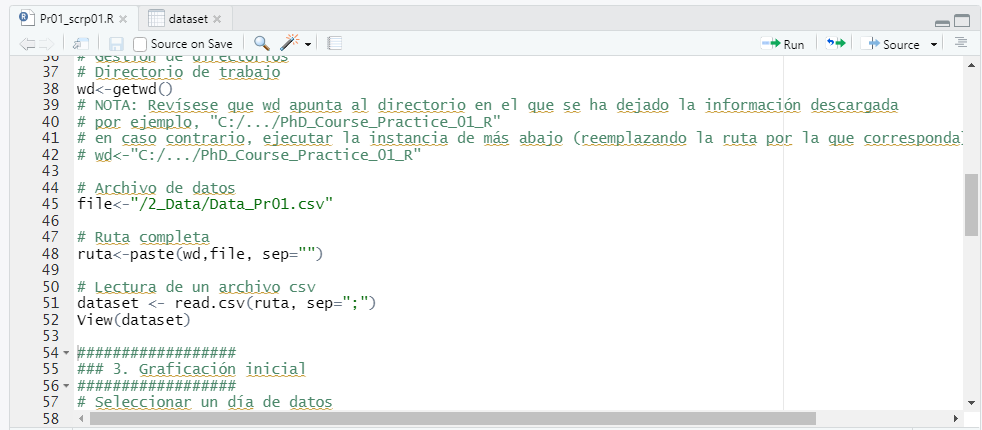 Pr01_scrp01.R
dataset
Source on Save
Run
Source
36 # Gestión de directorios
37 # Directorio de trabajo
38 wd<-getwd()
39 # NOTA: Revísese que wd apunta al directorio en el que se ha dejado la información descargada
40 # por ejemplo, "C:/.../PhD_Course_Practice_01_R"
41 # en caso contrario, ejecutar la instancia de más abajo (reemplazando la ruta por la que corresponda)
42 # wd<-"C:/.../PhD_Course_Practice_01_R"
43
44 # Archivo de datos
45 file<-"/2_Data/Data_Pr01.csv"
46
47 # Ruta completa
48 ruta<-paste(wd,file, sep="")
49
50 # Lectura de un archivo csv
51 dataset <- read.csv(ruta, sep=";")
52 View(dataset)
53
54 ##################
55 ### 3. Graficación inicial
56 ##################
57 # Seleccionar un día de datos
58